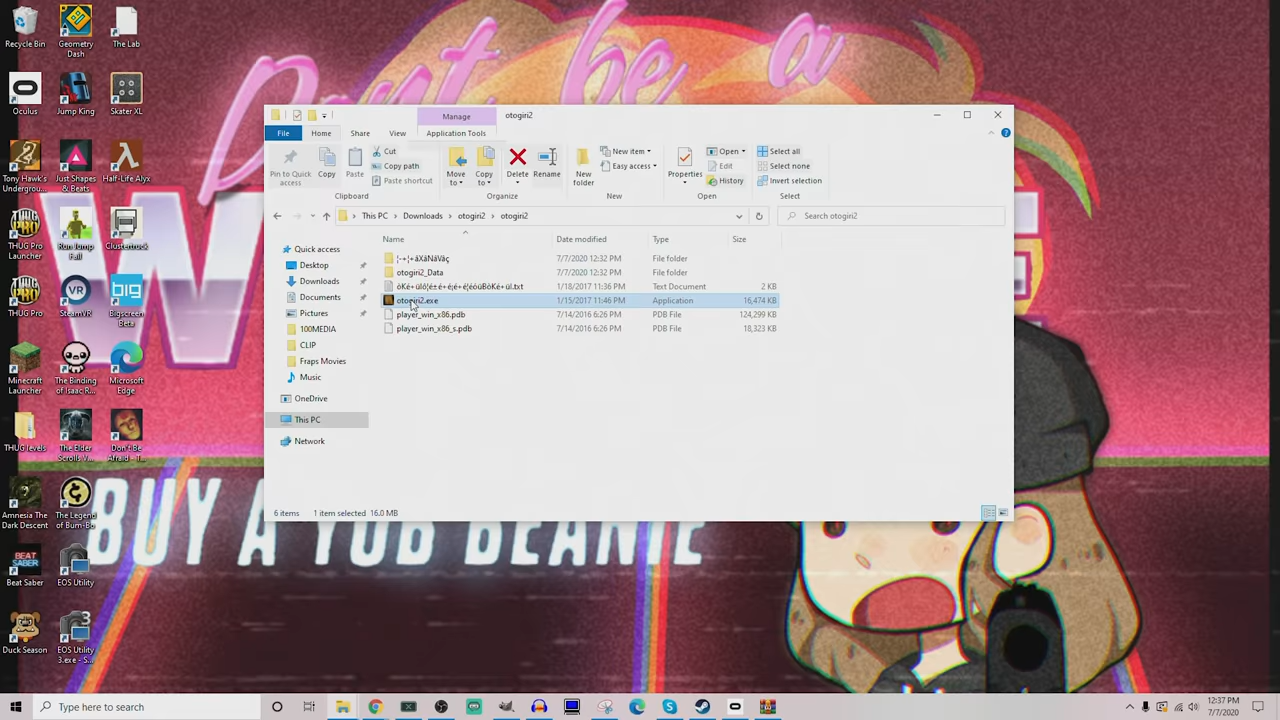 Recycle Bin
Geometry Dash
The Lab
Oculus
Jump King
Skater XL
Tony Hawk's Undergrou...
Just Shapes & Beats
Half-Life Alyx
THUG Pro Launcher
Run Jump Fall
Clustertruck
THUG Pro Launcher
SteamVR
Bigscreen Beta
Minecraft Launcher
The Binding of Isaac R...
Microsoft Edge
THUG levels
The Elder Scrolls V...
Don't Be Afraid - T...
Amnesia The Dark Descent
The Legend of Bum-Bo
BEAT SABER
Beat Saber
EOS Utility
Duck Season
EOS Utility 3.exe - S...
be a
BUY A YUB BEANIE
Manage
otogiri2
File
Home
Share
View
Application Tools
Pin to Quick access
Copy
Paste
Cut
Copy path
Paste shortcut
Clipboard
Move to
Copy to
Delete
Rename
Organize
New folder
New item
Easy access
New
Properties
Open
Edit
History
Open
Select all
Select none
Invert selection
Select
This PC > Downloads > otogiri2 > otogiri2
Search otogiri2
Name Date modified Type Size
7/7/2020 12:32 PM File folder
otogiri2_Data 7/7/2020 12:32 PM File folder
1/18/2017 11:36 PM Text Document 2 KB
otogiri2.exe 1/15/2017 11:46 PM Application 16,474 KB
player_win_x86.pdb 7/14/2016 6:26 PM PDB File 124,299 KB
player_win_x86_s.pdb 7/14/2016 6:26 PM PDB File 18,323 KB
Quick access
Desktop
Downloads
Documents
Pictures
100MEDIA
CLIP
Fraps Movies
Music
OneDrive
This PC
Network
6 items 1 item selected 16.0 MB
Type here to search
12:37 PM
7/7/2020